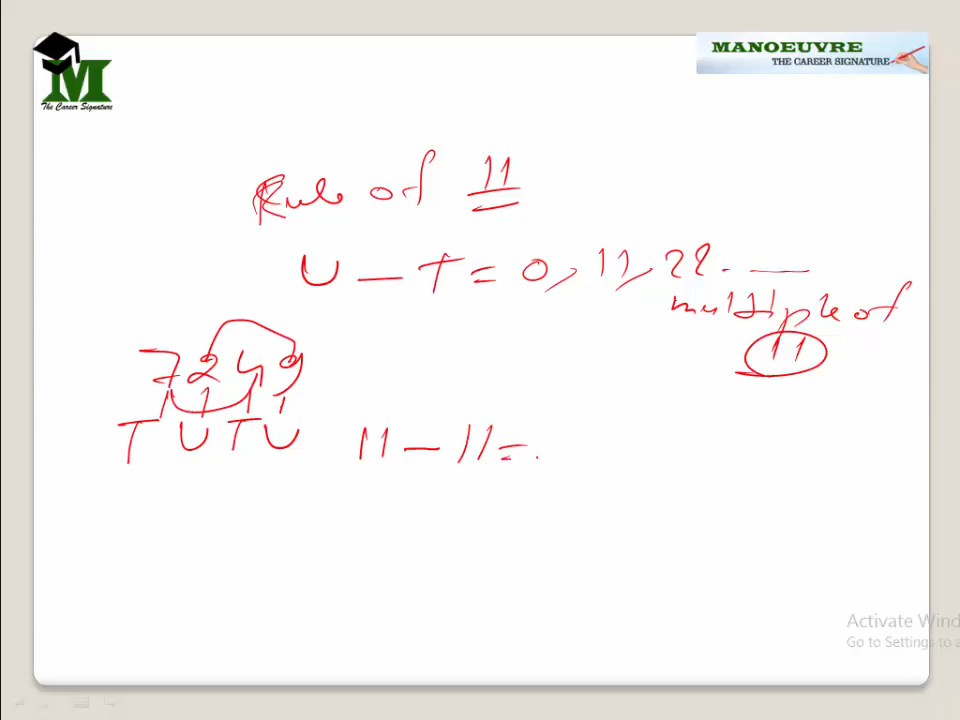 M
The Career Signature
MANOEUVRE
THE CAREER SIGNATURE
Rule of 11
U - T = 0, 11, 22. —
multiple of
11
7249
T U T U
11 - 11 = .
Activate Wind
Go to Settings to a